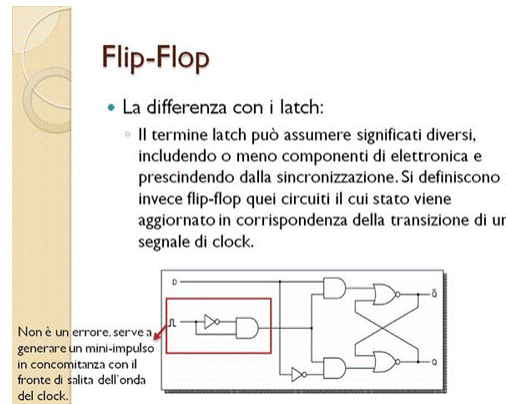 Flip-Flop
La differenza con i latch:
Il termine latch può assumere significati diversi,
includendo o meno componenti di elettronica e
prescindendo dalla sincronizzazione. Si definiscono
invece flip-flop quei circuiti il cui stato viene
aggiornato in corrispondenza della transizione di un
segnale di clock.
D
Q̅
Non è un errore, serve a
generare un mini-impulso
in concomitanza con il
fronte di salita dell'onda
del clock.
Q